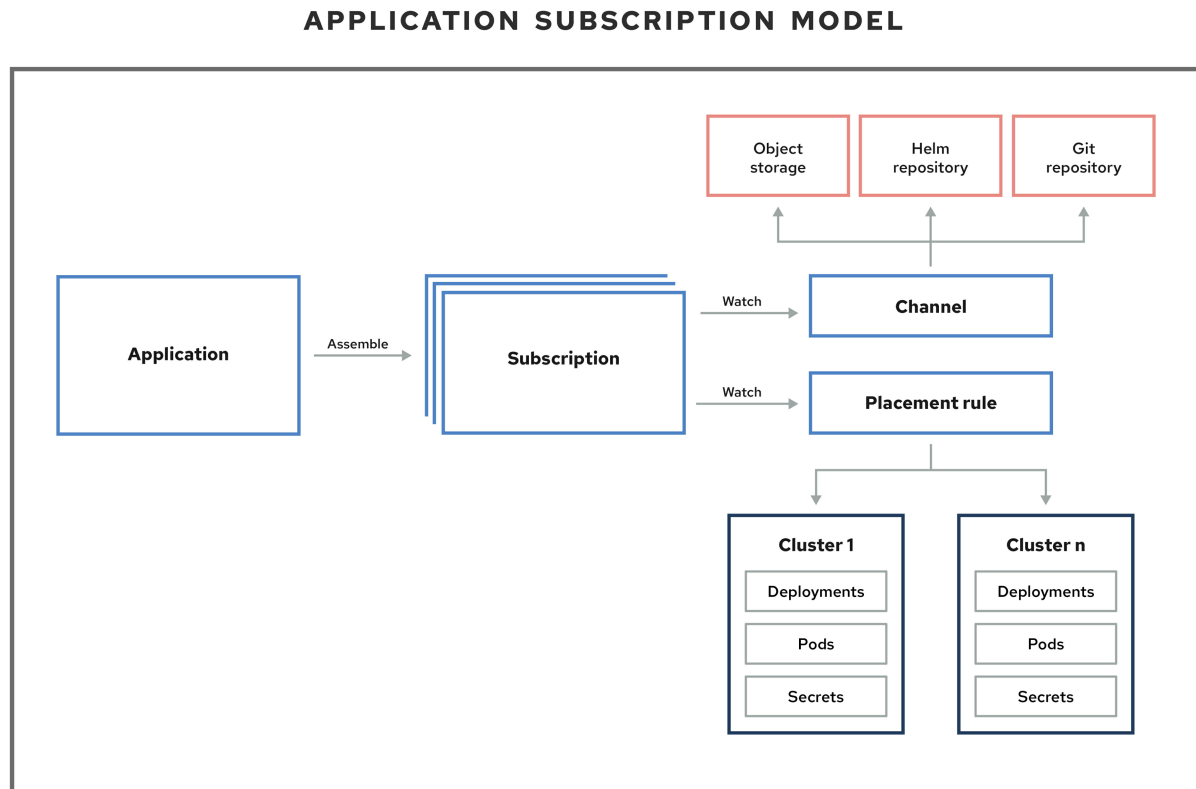 APPLICATION SUBSCRIPTION MODEL
Object
storage
Helm
repository
Git
repository
Application
Assemble
Subscription
Watch
Channel
Watch
Placement rule
Cluster 1
Deployments
Pods
Secrets
Cluster n
Deployments
Pods
Secrets